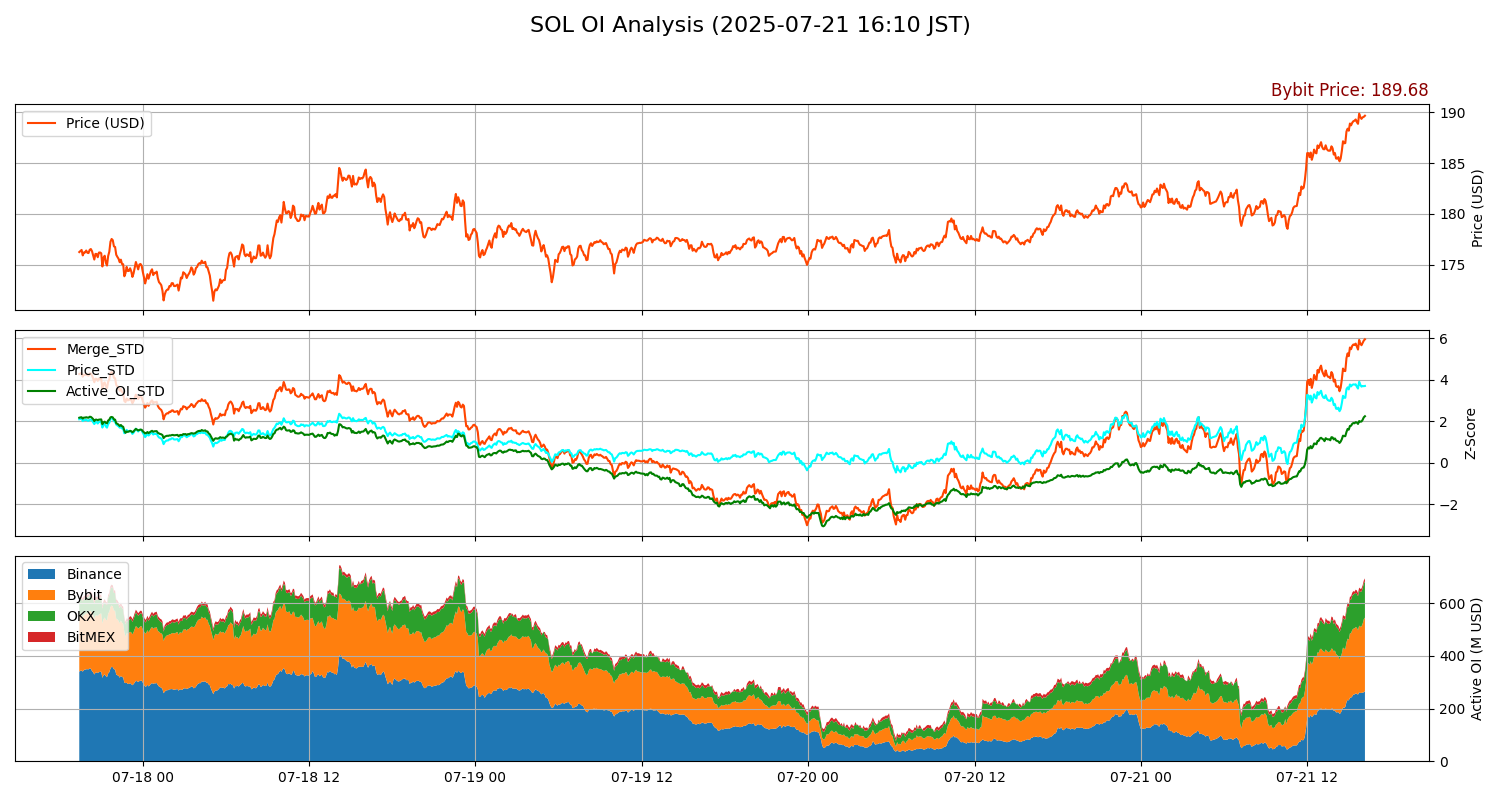 SOL OI Analysis (2025-07-21 16:10 JST)
Bybit Price: 189.68
Price (USD)
190
185
180
175
Price (USD)
Merge_STD
Price_STD
Active_OI_STD
6
4
2
0
−2
Z-Score
Binance
Bybit
OKX
BitMEX
600
400
200
0
Active OI (M USD)
07-18 00
07-18 12
07-19 00
07-19 12
07-20 00
07-20 12
07-21 00
07-21 12